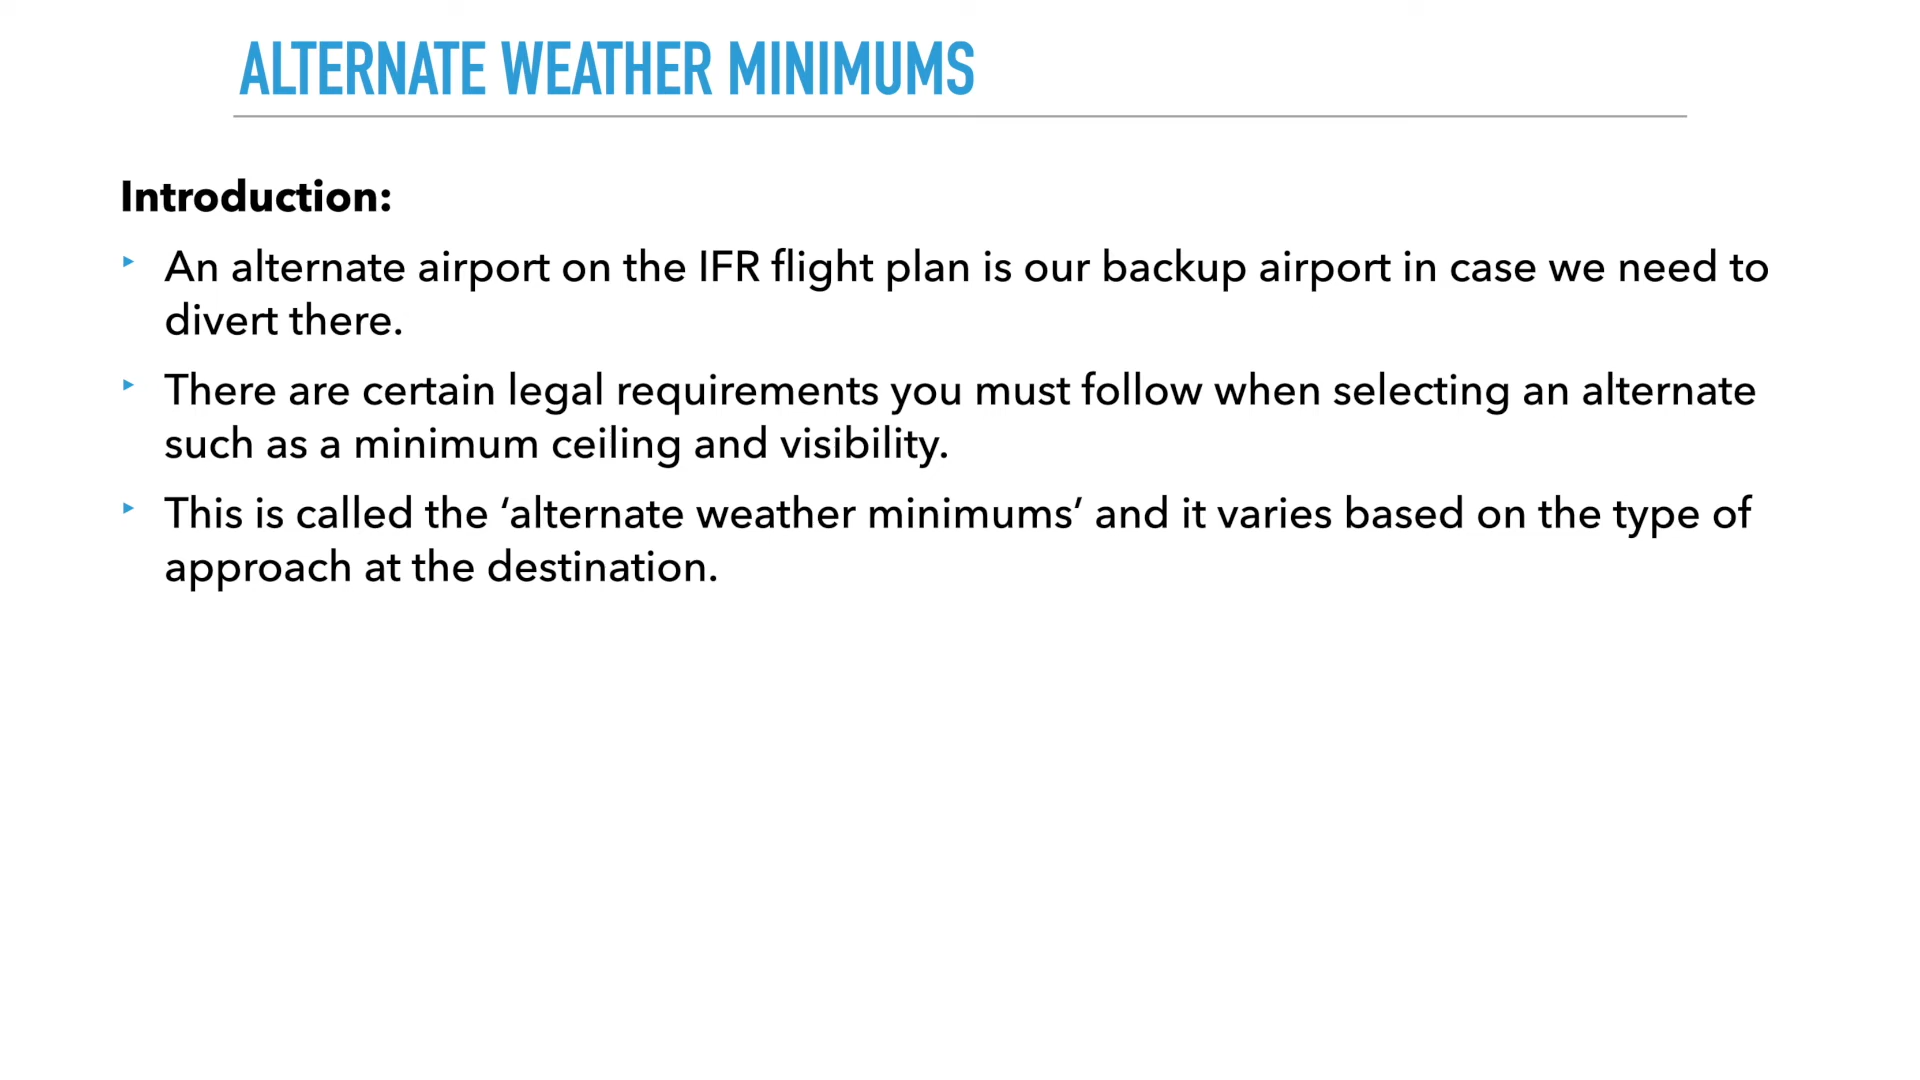 ALTERNATE WEATHER MINIMUMS
Introduction:
‣ An alternate airport on the IFR flight plan is our backup airport in case we need to
divert there.
‣ There are certain legal requirements you must follow when selecting an alternate
such as a minimum ceiling and visibility.
‣ This is called the ‘alternate weather minimums’ and it varies based on the type of
approach at the destination.